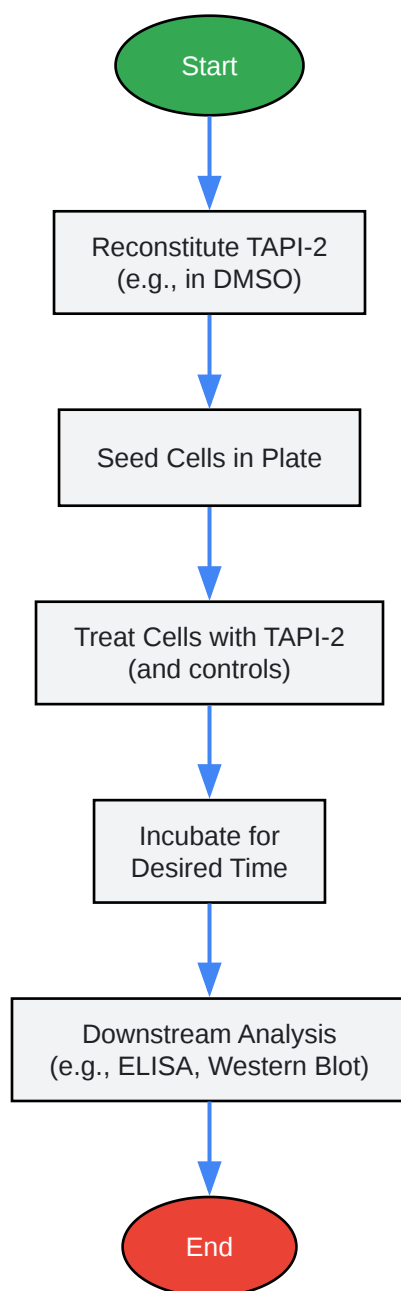 Start
Reconstitute TAPI-2
(e.g., in DMSO)
Seed Cells in Plate
Treat Cells with TAPI-2
(and controls)
Incubate for
Desired Time
Downstream Analysis
(e.g., ELISA, Western Blot)
End